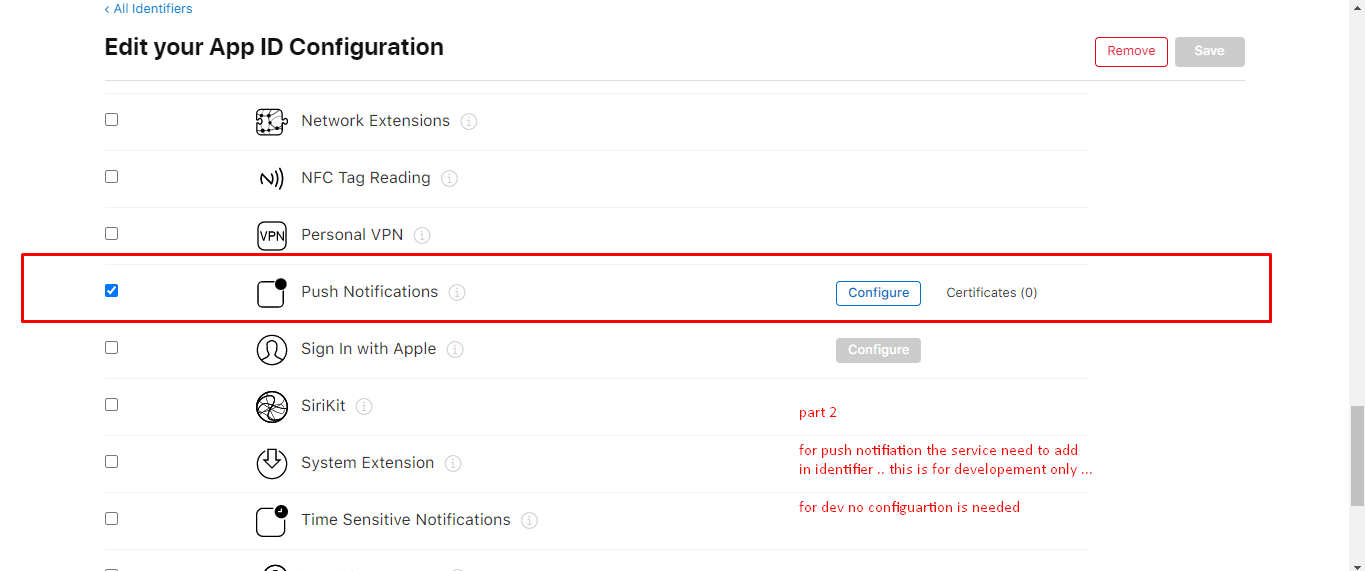 ‹ All Identifiers
Edit your App ID Configuration
Remove
Save
Network Extensions
NFC Tag Reading
VPN
Personal VPN
Push Notifications
Configure
Certificates (0)
Sign In with Apple
Configure
SiriKit
part 2
for push notifiation the service need to add
in identifier .. this is for developement only ...
System Extension
for dev no configuartion is needed
Time Sensitive Notifications